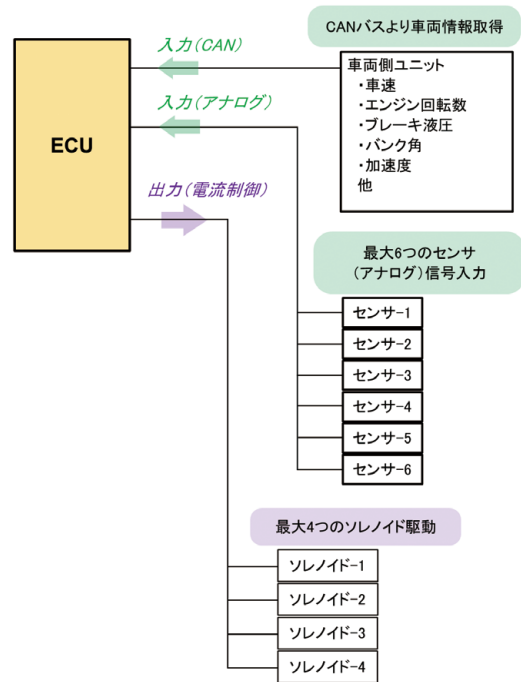 CANバスより車両情報取得
入力(CAN)
車両側ユニット
・車速
・エンジン回転数
・ブレーキ液圧
・バンク角
・加速度
他
入力(アナログ)
ECU
出力(電流制御)
最大6つのセンサ
(アナログ)信号入力
センサ-1
センサ-2
センサ-3
センサ-4
センサ-5
センサ-6
最大4つのソレノイド駆動
ソレノイド-1
ソレノイド-2
ソレノイド-3
ソレノイド-4